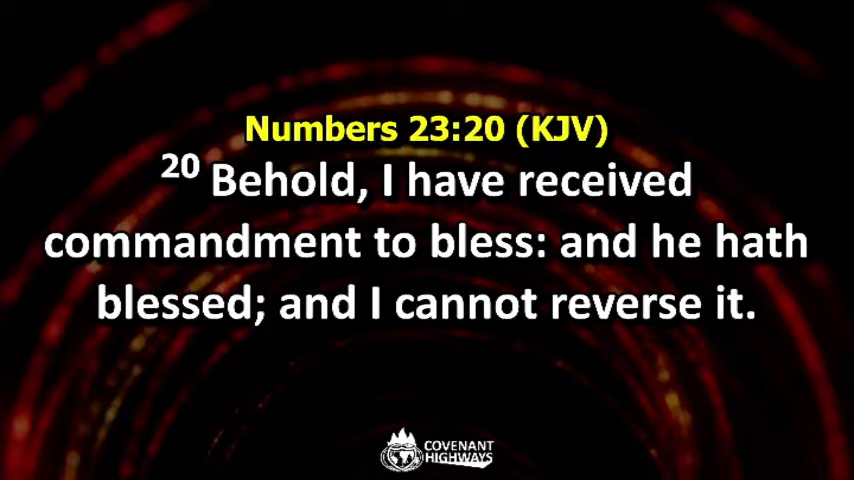 Numbers 23:20 (KJV)
20 Behold, I have received
commandment to bless: and he hath
blessed; and I cannot reverse it.
COVENANT
HIGHWAYS